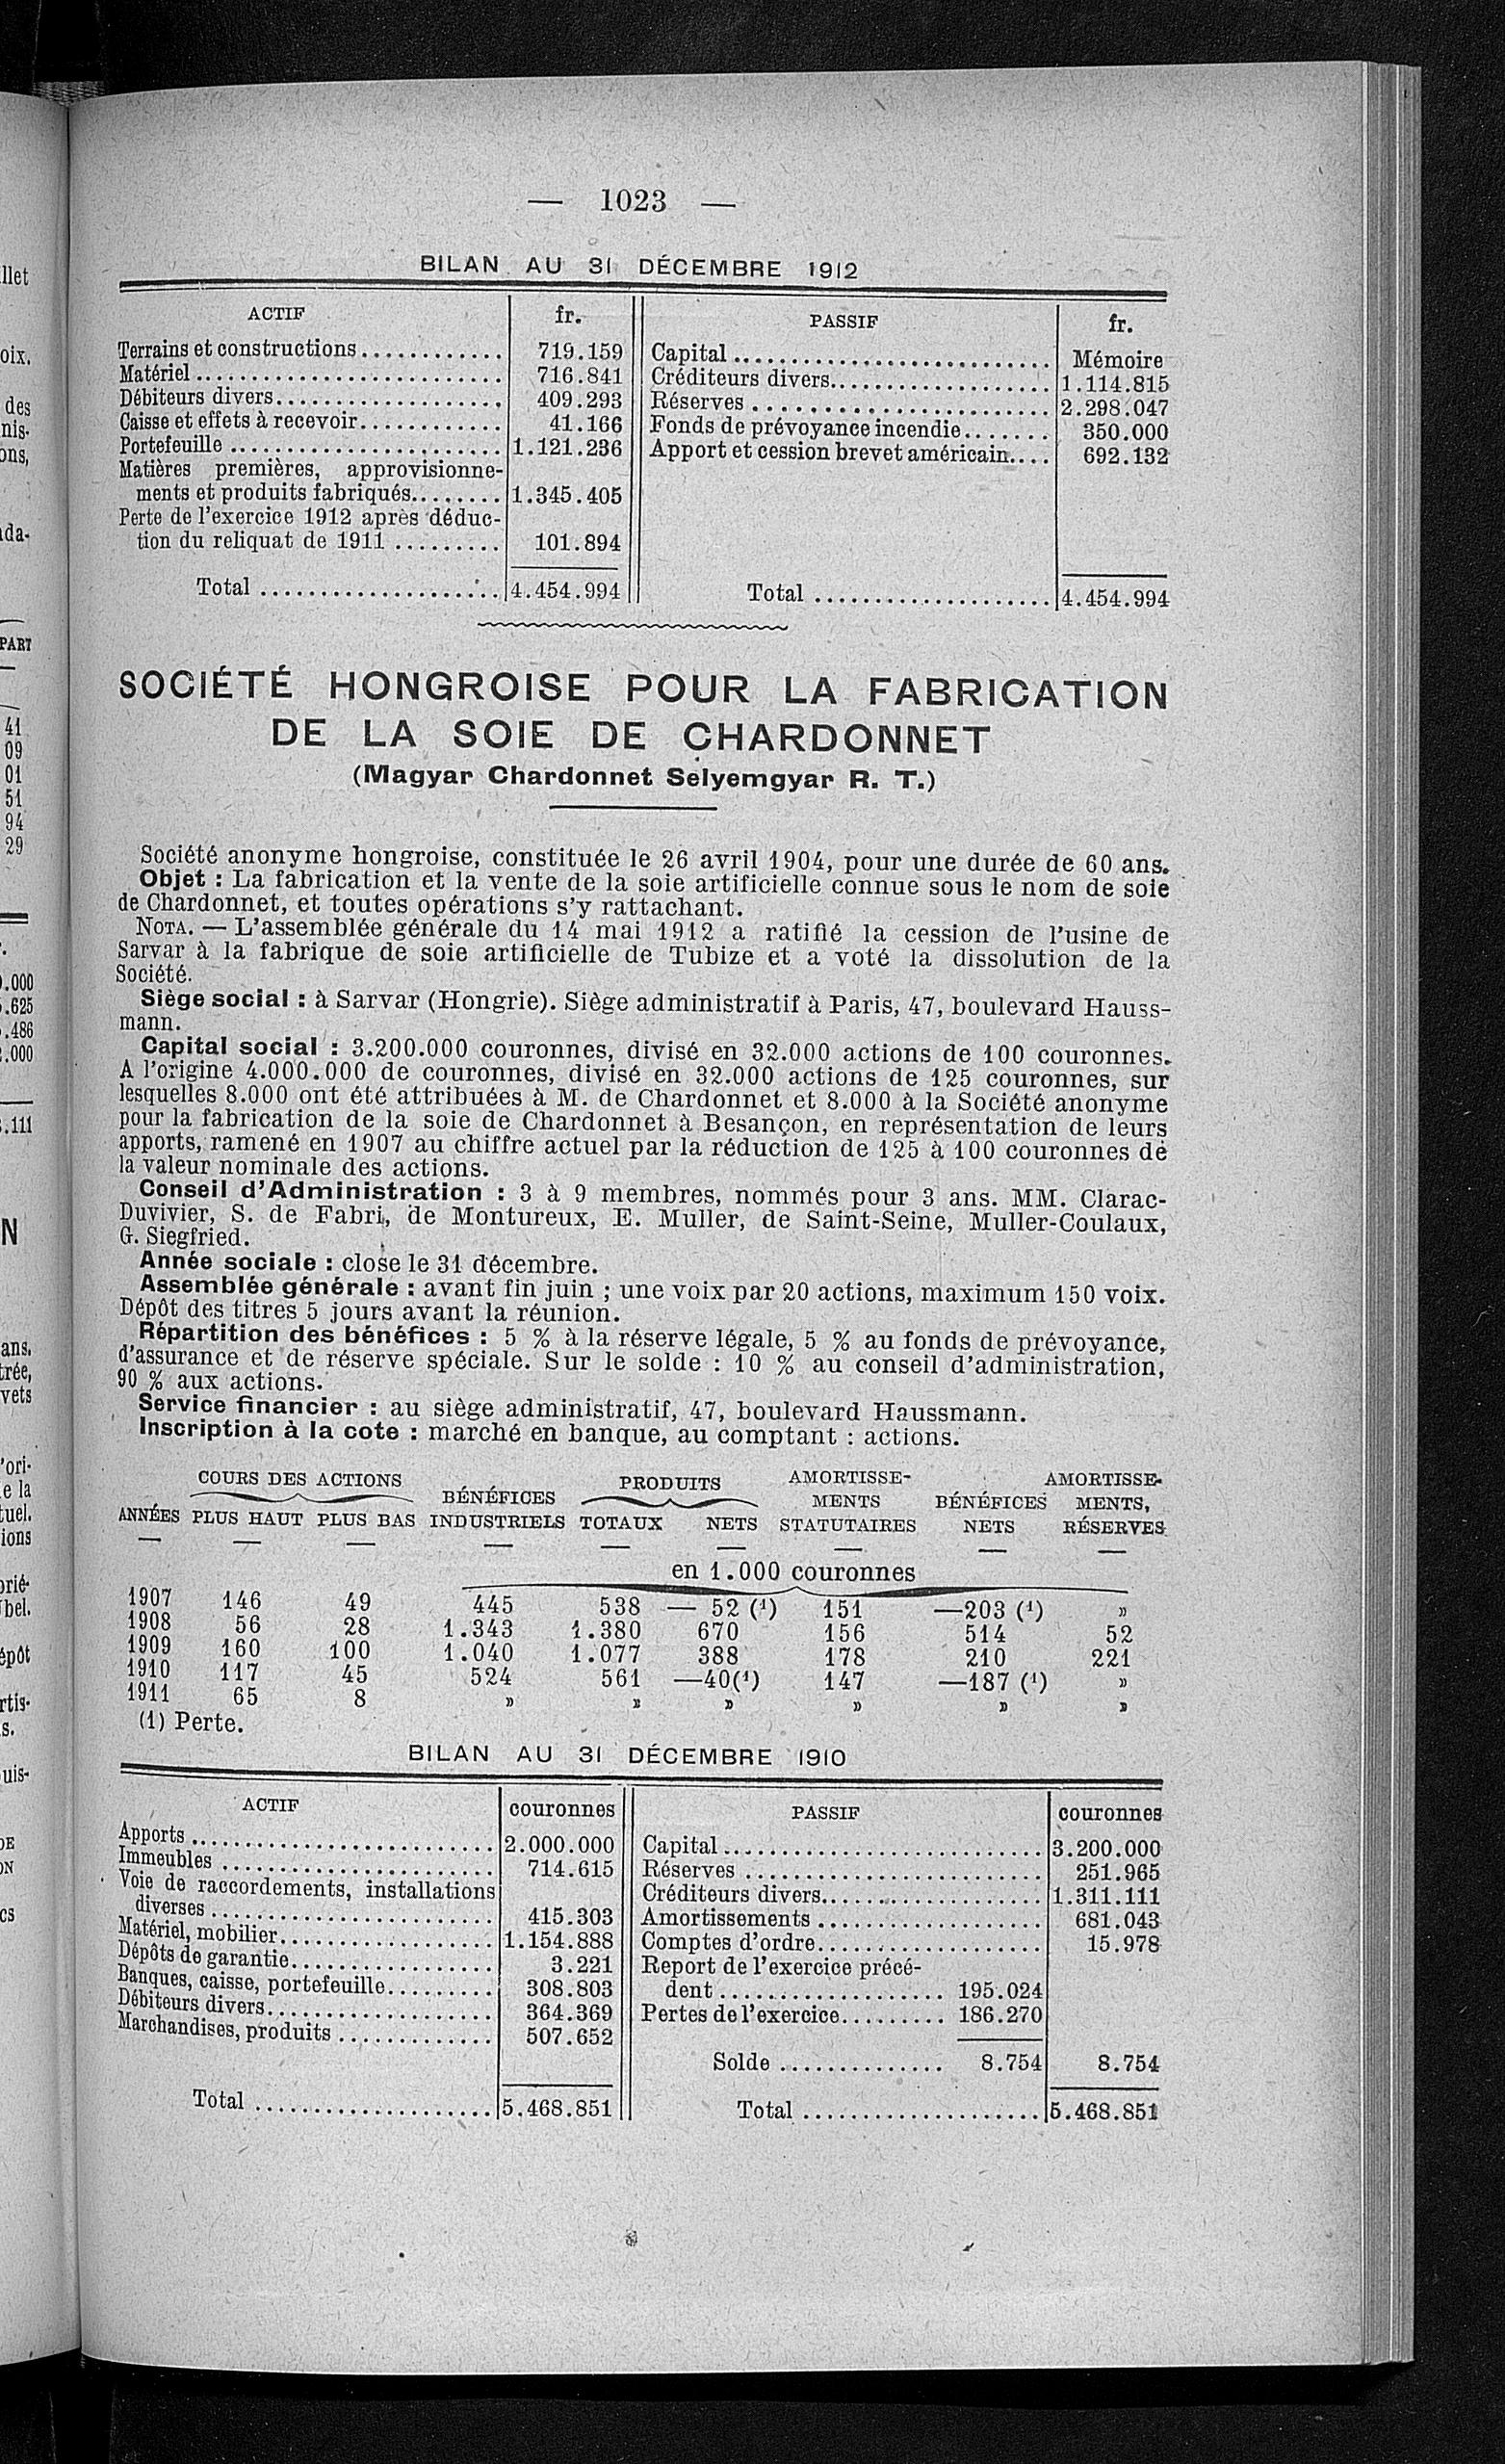 — 1023 —
BILAN AU 31 DÉCEMBRE 1912
ACTIF fr. PASSIF fr.
Terrains et constructions............ 719.159 Capital............................ Mémoire
Matériel.......................... 716.841 Créditeurs divers................... 1.114.815
Débiteurs divers.................... 409.293 Réserves......................... 2.298.047
Caisse et effets à recevoir............ 41.166 Fonds de prévoyance incendie....... 350.000
Portefeuille....................... 1.121.236 Apport et cession brevet américain.... 692.132
Matières premières, approvisionne-
ments et produits fabriqués........ 1.345.405
Perte de l'exercice 1912 après déduc-
tion du reliquat de 1911......... 101.894
Total.................... 4.454.994 Total.................... 4.454.994
SOCIÉTÉ HONGROISE POUR LA FABRICATION
DE LA SOIE DE CHARDONNET
(Magyar Chardonnet Selyemgyar R. T.)
Société anonyme hongroise, constituée le 26 avril 1904, pour une durée de 60 ans.
Objet : La fabrication et la vente de la soie artificielle connue sous le nom de soie
de Chardonnet, et toutes opérations s'y rattachant.
NOTA. — L'assemblée générale du 14 mai 1912 a ratifié la cession de l'usine de
Sarvar à la fabrique de soie artificielle de Tubize et a voté la dissolution de la
Société.
Siège social : à Sarvar (Hongrie). Siège administratif à Paris, 47, boulevard Hauss-
mann.
Capital social : 3.200.000 couronnes, divisé en 32.000 actions de 100 couronnes.
A l'origine 4.000.000 de couronnes, divisé en 32.000 actions de 125 couronnes, sur
lesquelles 8.000 ont été attribuées à M. de Chardonnet et 8.000 à la Société anonyme
pour la fabrication de la soie de Chardonnet à Besançon, en représentation de leurs
apports, ramené en 1907 au chiffre actuel par la réduction de 125 à 100 couronnes de
la valeur nominale des actions.
Conseil d'Administration : 3 à 9 membres, nommés pour 3 ans. MM. Clarac-
Duvivier, S. de Fabri, de Montureux, E. Muller, de Saint-Seine, Muller-Coulaux,
G. Siegfried.
Année sociale : close le 31 décembre.
Assemblée générale : avant fin juin ; une voix par 20 actions, maximum 150 voix.
Dépôt des titres 5 jours avant la réunion.
Répartition des bénéfices : 5 % à la réserve légale, 5 % au fonds de prévoyance,
d'assurance et de réserve spéciale. Sur le solde : 10 % au conseil d'administration,
90 % aux actions.
Service financier : au siège administratif, 47, boulevard Haussmann.
Inscription à la cote : marché en banque, au comptant : actions.
COURS DES ACTIONS PRODUITS AMORTISSE- AMORTISSE-
BÉNÉFICES MENTS BÉNÉFICES MENTS,
ANNÉES PLUS HAUT PLUS BAS INDUSTRIELS TOTAUX NETS STATUTAIRES NETS RÉSERVES
— — — — — — — — —
en 1.000 couronnes
1907 146 49 445 538 — 52 (1) 151 —203 (1) »
1908 56 28 1.343 1.380 670 156 514 52
1909 160 100 1.040 1.077 388 178 210 221
1910 117 45 524 561 —40(1) 147 —187 (1) »
1911 65 8 » » » » » »
(1) Perte.
BILAN AU 31 DÉCEMBRE 1910
ACTIF couronnes PASSIF couronnes
Apports.......................... 2.000.000 Capital........................... 3.200.000
Immeubles....................... 714.615 Réserves......................... 251.965
Voie de raccordements, installations Créditeurs divers................... 1.311.111
diverses........................ 415.303 Amortissements................... 681.043
Matériel, mobilier.................. 1.154.888 Comptes d'ordre................... 15.978
Dépôts de garantie................. 3.221 Report de l'exercice précé-
Banques, caisse, portefeuille......... 308.803 dent................... 195.024
Débiteurs divers................... 364.369 Pertes de l'exercice......... 186.270
Marchandises, produits............. 507.652
Solde.............. 8.754 8.754
Total.................... 5.468.851 Total.................... 5.468.851